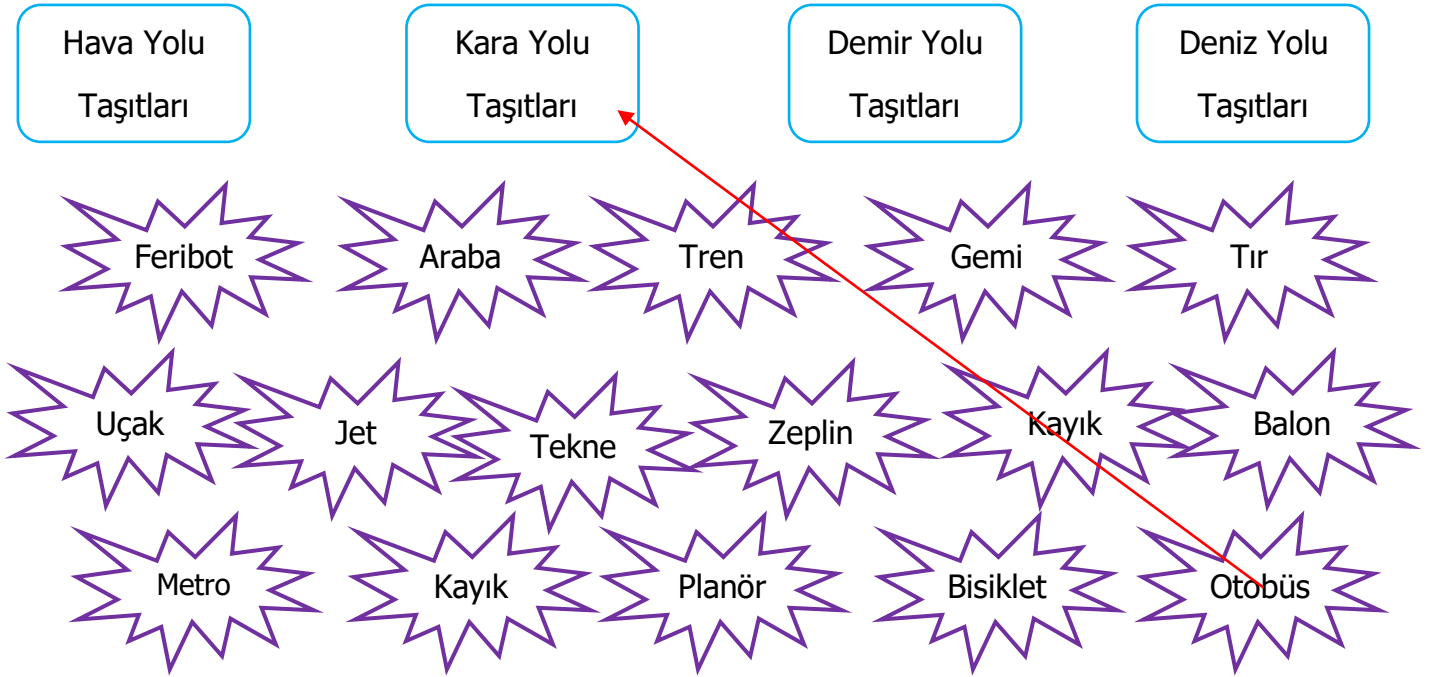 Hava Yolu
Taşıtları
Kara Yolu
Taşıtları
Demir Yolu
Taşıtları
Deniz Yolu
Taşıtları
Feribot
Araba
Tren
Gemi
Tır
Uçak
Jet
Tekne
Zeplin
Kayık
Balon
Metro
Kayık
Planör
Bisiklet
Otobüs